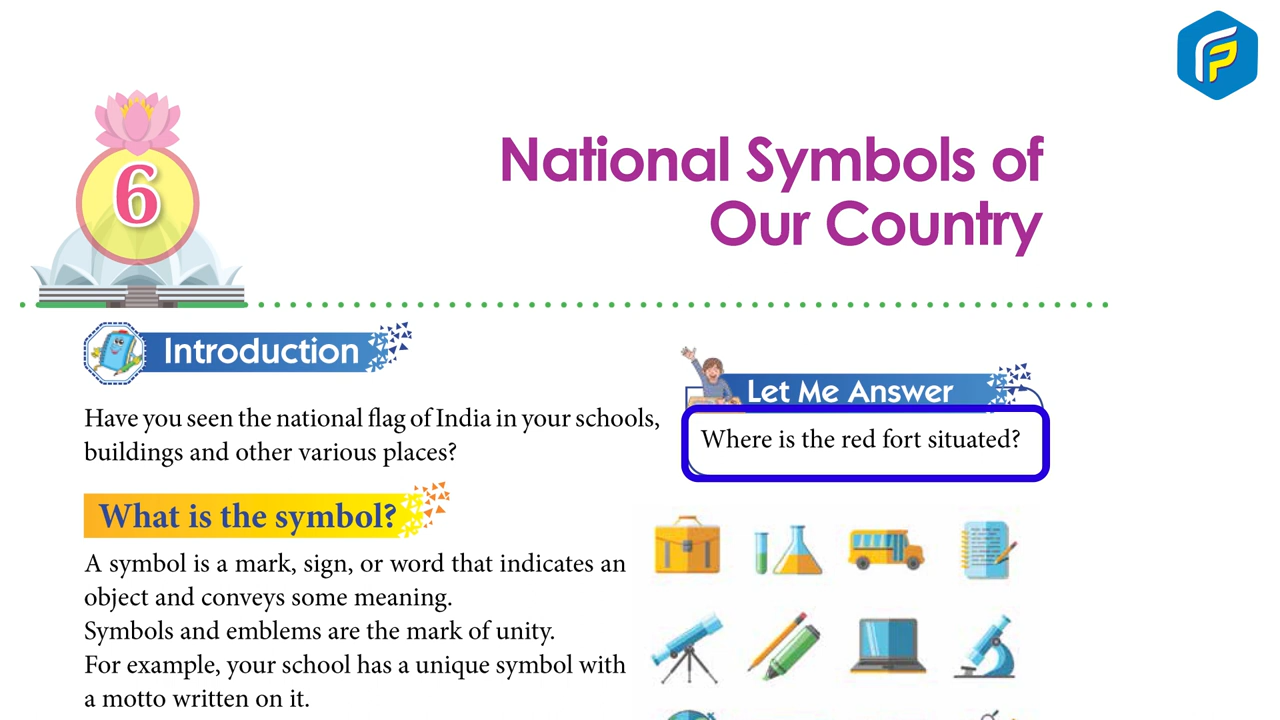 6
National Symbols of
Our Country
Introduction
Have you seen the national flag of India in your schools,
buildings and other various places?
Let Me Answer
Where is the red fort situated?
What is the symbol?
A symbol is a mark, sign, or word that indicates an
object and conveys some meaning.
Symbols and emblems are the mark of unity.
For example, your school has a unique symbol with
a motto written on it.